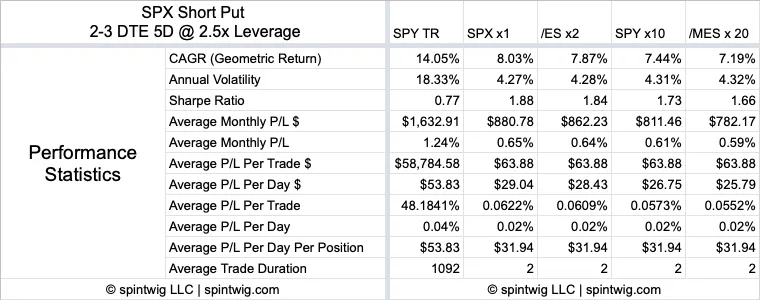 SPX Short Put
2-3 DTE 5D @ 2.5x Leverage
SPY TR SPX x1 /ES x2 SPY x10 /MES x 20
Performance Statistics
CAGR (Geometric Return) 14.05% 8.03% 7.87% 7.44% 7.19%
Annual Volatility 18.33% 4.27% 4.28% 4.31% 4.32%
Sharpe Ratio 0.77 1.88 1.84 1.73 1.66
Average Monthly P/L $ $1,632.91 $880.78 $862.23 $811.46 $782.17
Average Monthly P/L 1.24% 0.65% 0.64% 0.61% 0.59%
Average P/L Per Trade $ $58,784.58 $63.88 $63.88 $63.88 $63.88
Average P/L Per Day $ $53.83 $29.04 $28.43 $26.75 $25.79
Average P/L Per Trade 48.1841% 0.0622% 0.0609% 0.0573% 0.0552%
Average P/L Per Day 0.04% 0.02% 0.02% 0.02% 0.02%
Average P/L Per Day Per Position $53.83 $31.94 $31.94 $31.94 $31.94
Average Trade Duration 1092 2 2 2 2
© spintwig LLC | spintwig.com © spintwig LLC | spintwig.com